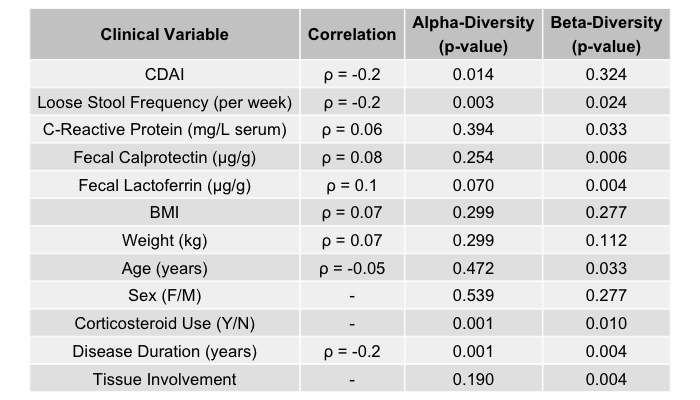 Clinical Variable Correlation Alpha-Diversity (p-value) Beta-Diversity (p-value)
CDAI ρ = -0.2 0.014 0.324
Loose Stool Frequency (per week) ρ = -0.2 0.003 0.024
C-Reactive Protein (mg/L serum) ρ = 0.06 0.394 0.033
Fecal Calprotectin (µg/g) ρ = 0.08 0.254 0.006
Fecal Lactoferrin (µg/g) ρ = 0.1 0.070 0.004
BMI ρ = 0.07 0.299 0.277
Weight (kg) ρ = 0.07 0.299 0.112
Age (years) ρ = -0.05 0.472 0.033
Sex (F/M) - 0.539 0.277
Corticosteroid Use (Y/N) - 0.001 0.010
Disease Duration (years) ρ = -0.2 0.001 0.004
Tissue Involvement - 0.190 0.004